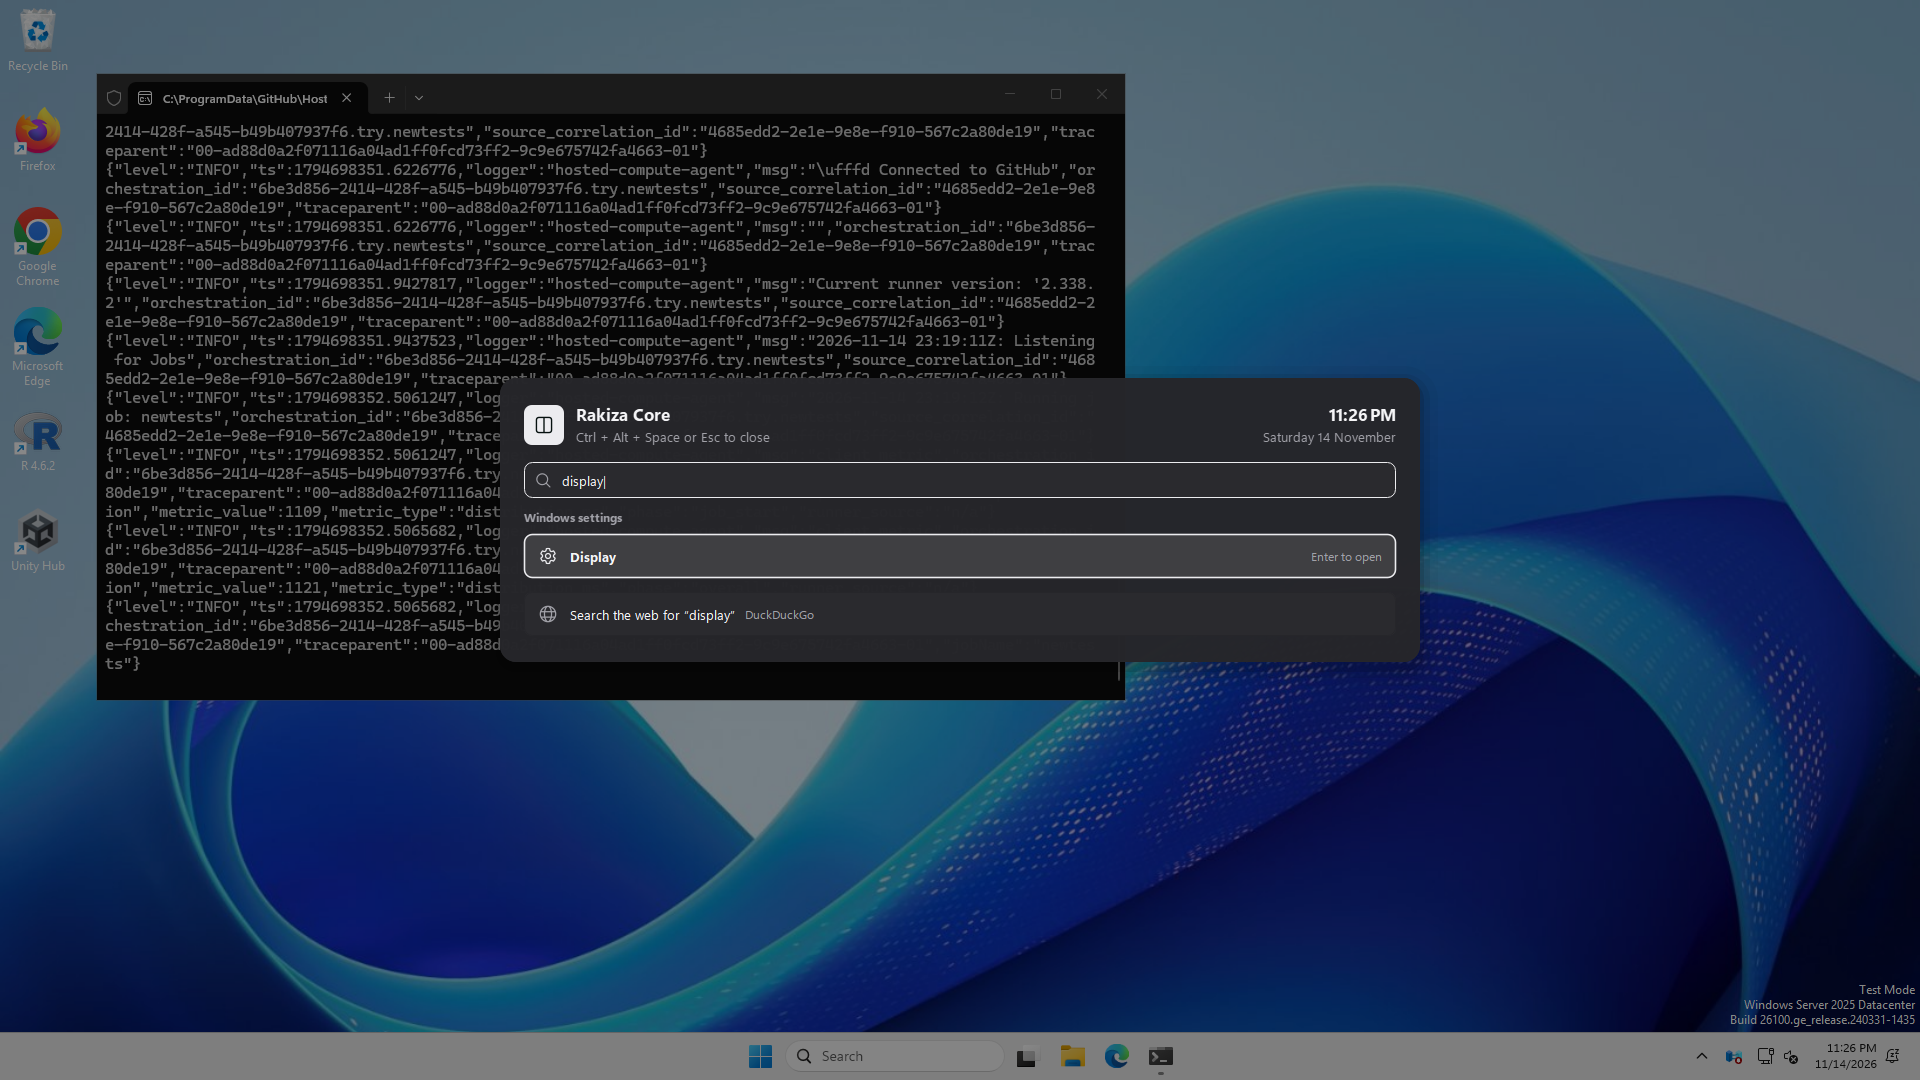 Recycle Bin
Firefox
Google
Chrome
Microsoft
Edge
R 4.6.2
Unity Hub
C:\ProgramData\GitHub\Host
2414-428f-a545-b49b407937f6.try.newtests","source_correlation_id":"4685edd2-2e1e-9e8e-f910-567c2a80de19","trac
eparent":"00-ad88d0a2f071116a04ad1ff0fcd73ff2-9c9e675742fa4663-01"}
{"level":"INFO","ts":1794698351.6226776,"logger":"hosted-compute-agent","msg":"\ufffd Connected to GitHub","or
chestration_id":"6be3d856-2414-428f-a545-b49b407937f6.try.newtests","source_correlation_id":"4685edd2-2e1e-9e8
e-f910-567c2a80de19","traceparent":"00-ad88d0a2f071116a04ad1ff0fcd73ff2-9c9e675742fa4663-01"}
{"level":"INFO","ts":1794698351.6226776,"logger":"hosted-compute-agent","msg":"","orchestration_id":"6be3d856-
2414-428f-a545-b49b407937f6.try.newtests","source_correlation_id":"4685edd2-2e1e-9e8e-f910-567c2a80de19","trac
eparent":"00-ad88d0a2f071116a04ad1ff0fcd73ff2-9c9e675742fa4663-01"}
{"level":"INFO","ts":1794698351.9427817,"logger":"hosted-compute-agent","msg":"Current runner version: '2.338.
2'","orchestration_id":"6be3d856-2414-428f-a545-b49b407937f6.try.newtests","source_correlation_id":"4685edd2-2
e1e-9e8e-f910-567c2a80de19","traceparent":"00-ad88d0a2f071116a04ad1ff0fcd73ff2-9c9e675742fa4663-01"}
{"level":"INFO","ts":1794698351.9437523,"logger":"hosted-compute-agent","msg":"2026-11-14 23:19:11Z: Listening
for Jobs","orchestration_id":"6be3d856-2414-428f-a545-b49b407937f6.try.newtests","source_correlation_id":"468
5edd2-2e1e-9e8e-f910-567c2a80de19","traceparent":"00-ad88d0a2f071116a04ad1ff0fcd73ff2-9c9e675742fa4663-01"}
{"level":"INFO","ts":1794698352.5061247,"log
ob: newtests","orchestration_id":"6be3d856-2
4685edd2-2e1e-9e8e-f910-567c2a80de19","trace
{"level":"INFO","ts":1794698352.5061247,"log
d":"6be3d856-2414-428f-a545-b49b407937f6.try
80de19","traceparent":"00-ad88d0a2f071116a04
ion","metric_value":1109,"metric_type":"dist
{"level":"INFO","ts":1794698352.5065682,"log
d":"6be3d856-2414-428f-a545-b49b407937f6.try
80de19","traceparent":"00-ad88d0a2f071116a04
ion","metric_value":1121,"metric_type":"dist
{"level":"INFO","ts":1794698352.5065682,"log
chestration_id":"6be3d856-2414-428f-a545-b49
e-f910-567c2a80de19","traceparent":"00-ad88d
ts"}
Rakiza Core
Ctrl + Alt + Space or Esc to close
11:26 PM
Saturday 14 November
display
Windows settings
Display
Enter to open
Search the web for “display” DuckDuckGo
Test Mode
Windows Server 2025 Datacenter
Build 26100.ge_release.240331-1435
Search
11:26 PM
11/14/2026